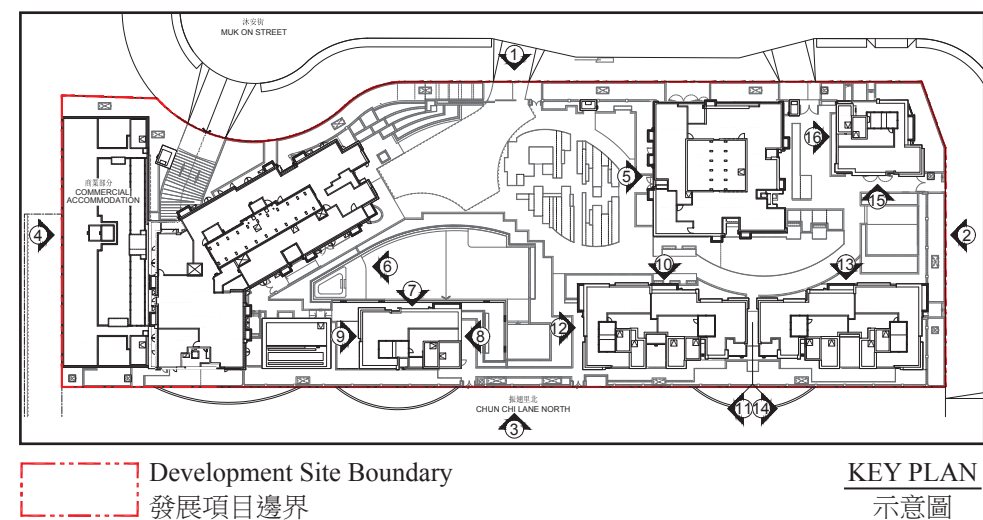 沐安街
MUK ON STREET
1
16
商業部分
COMMERCIAL
ACCOMMODATION
5
15
4
2
6
10
13
7
9
8
12
振翅里北
CHUN CHI LANE NORTH
11 14
3
Development Site Boundary
發展項目邊界
KEY PLAN
示意圖